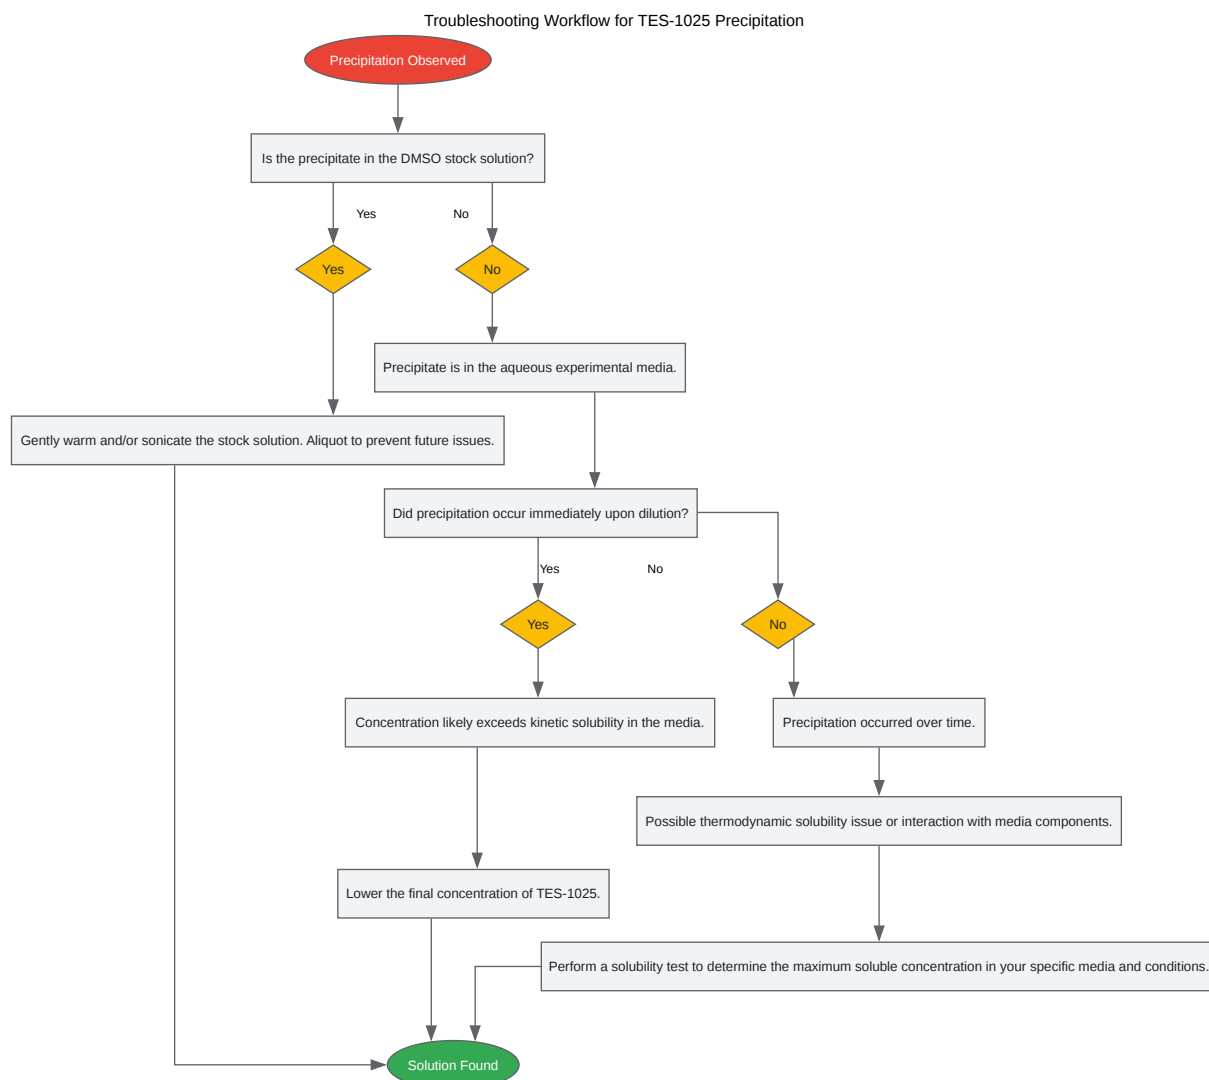 Troubleshooting Workflow for TES-1025 Precipitation
Precipitation Observed
Is the precipitate in the DMSO stock solution?
Yes
No
Yes
No
Precipitate is in the aqueous experimental media.
Gently warm and/or sonicate the stock solution. Aliquot to prevent future issues.
Did precipitation occur immediately upon dilution?
Yes
No
Yes
No
Concentration likely exceeds kinetic solubility in the media.
Precipitation occurred over time.
Possible thermodynamic solubility issue or interaction with media components.
Lower the final concentration of TES-1025.
Perform a solubility test to determine the maximum soluble concentration in your specific media and conditions.
Solution Found